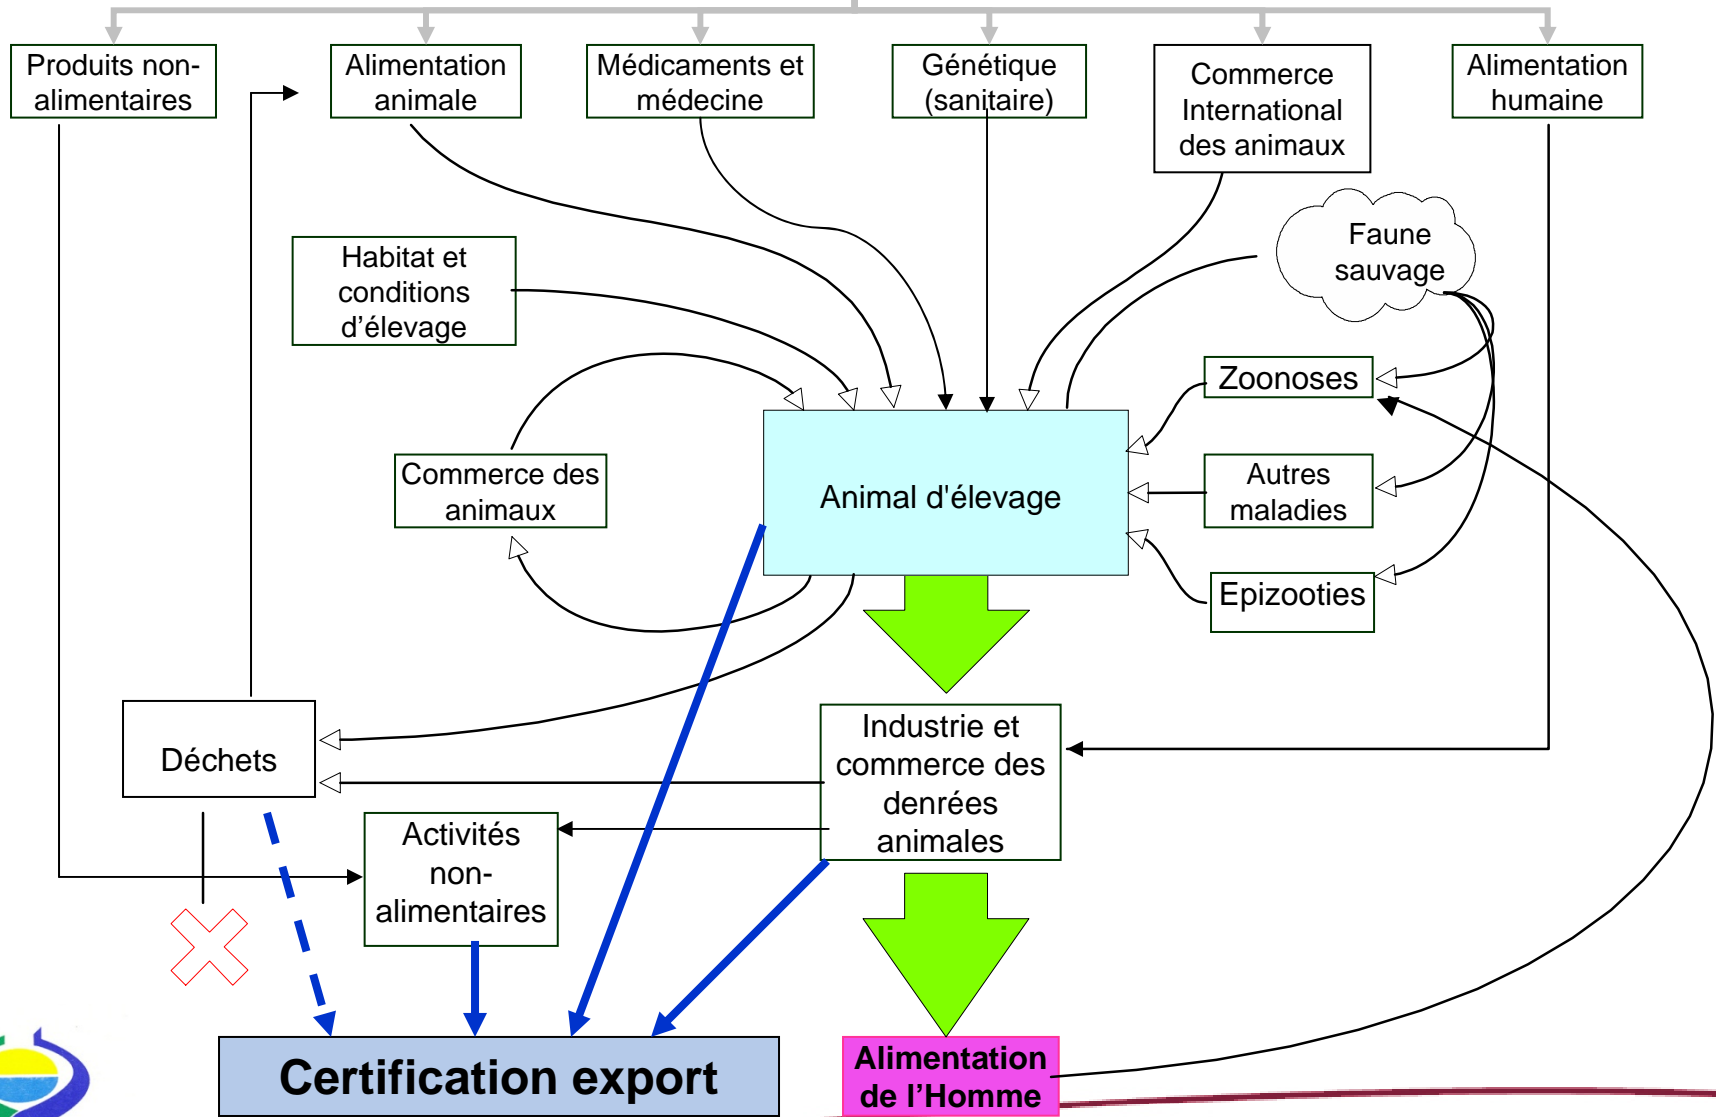 Produits non-
alimentaires
Alimentation
animale
Médicaments et
médecine
Génétique
(sanitaire)
Commerce
International
des animaux
Alimentation
humaine
Faune
sauvage
Habitat et
conditions
d’élevage
Zoonoses
Commerce des
animaux
Animal d'élevage
Autres
maladies
Epizooties
Déchets
Industrie et
commerce des
denrées
animales
Activités
non-
alimentaires
Certification export
Alimentation
de l’Homme